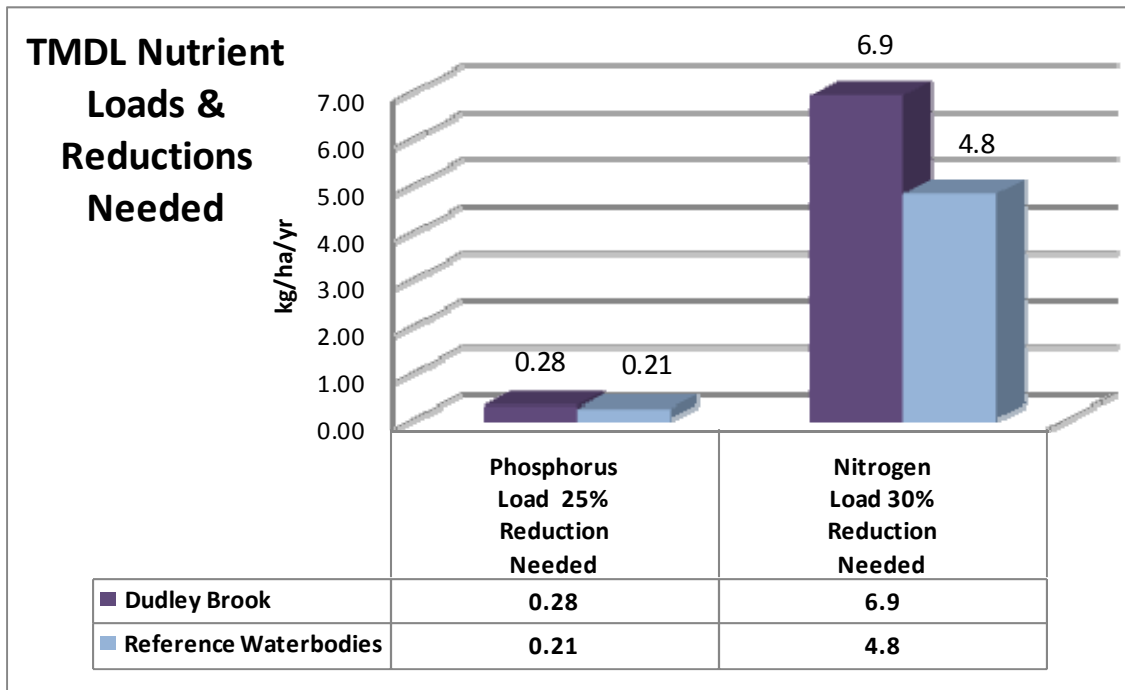 TMDL Nutrient
Loads &
Reductions
Needed
kg/ha/yr
7.00
6.00
5.00
4.00
3.00
2.00
1.00
0.00
0.28
0.21
6.9
4.8
Phosphorus
Load 25%
Reduction
Needed
Nitrogen
Load 30%
Reduction
Needed
Dudley Brook 0.28 6.9
Reference Waterbodies 0.21 4.8